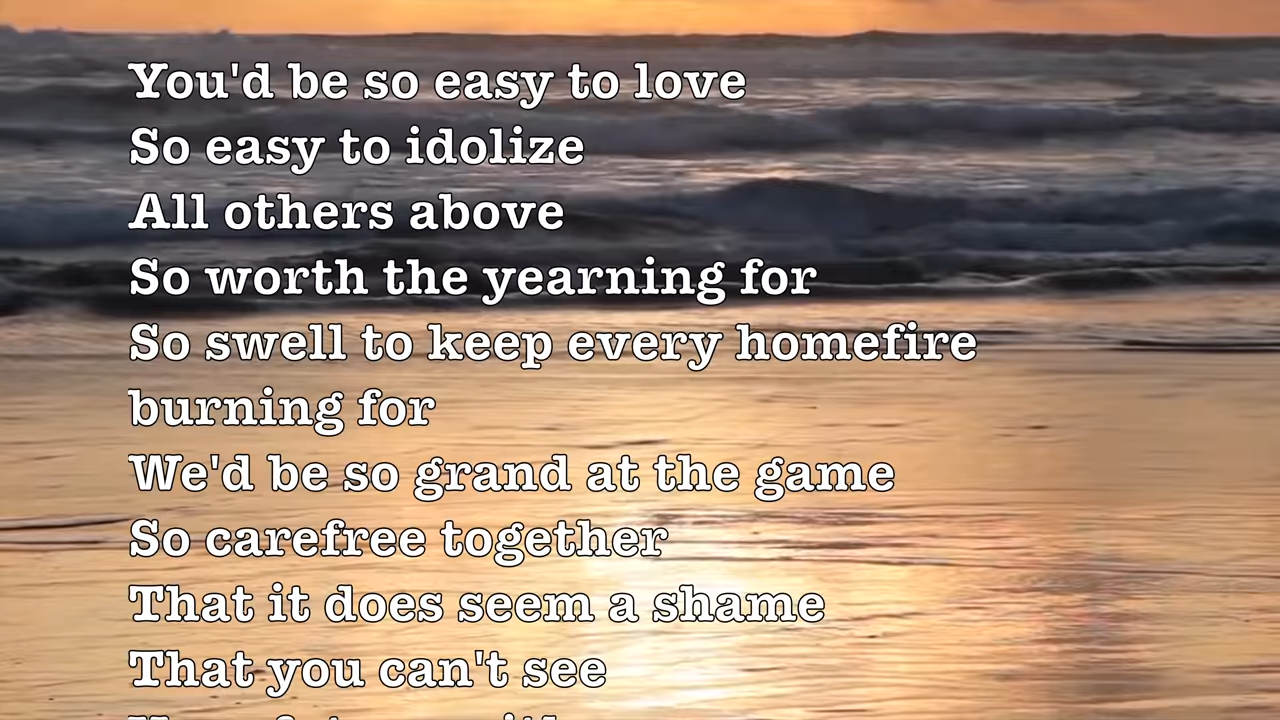 You'd be so easy to love
So easy to idolize
All others above
So worth the yearning for
So swell to keep every homefire
burning for
We'd be so grand at the game
So carefree together
That it does seem a shame
That you can't see